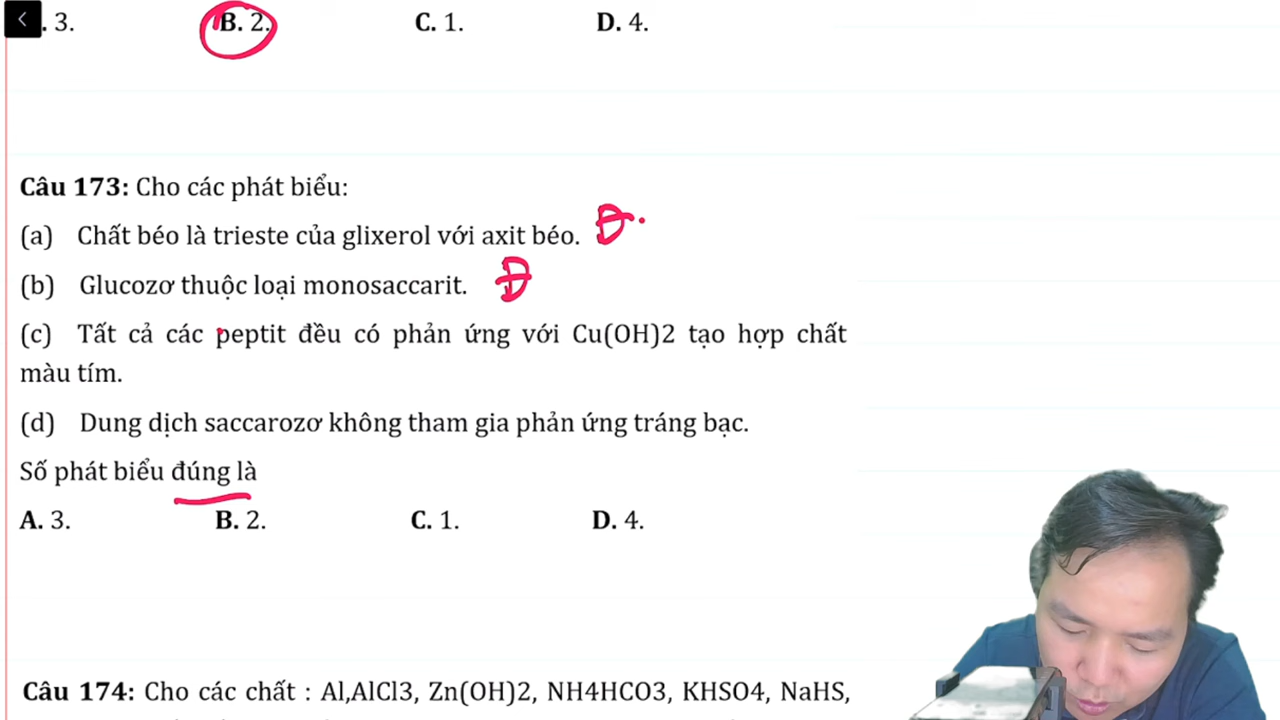 . 3. B. 2. C. 1. D. 4.
Câu 173: Cho các phát biểu:
(a) Chất béo là trieste của glixerol với axit béo. Đ.
(b) Glucozơ thuộc loại monosaccarit. Đ
(c) Tất cả các peptit đều có phản ứng với Cu(OH)2 tạo hợp chất
màu tím.
(d) Dung dịch saccarozơ không tham gia phản ứng tráng bạc.
Số phát biểu đúng là
A. 3. B. 2. C. 1. D. 4.
Câu 174: Cho các chất : Al,AlCl3, Zn(OH)2, NH4HCO3, KHSO4, NaHS,